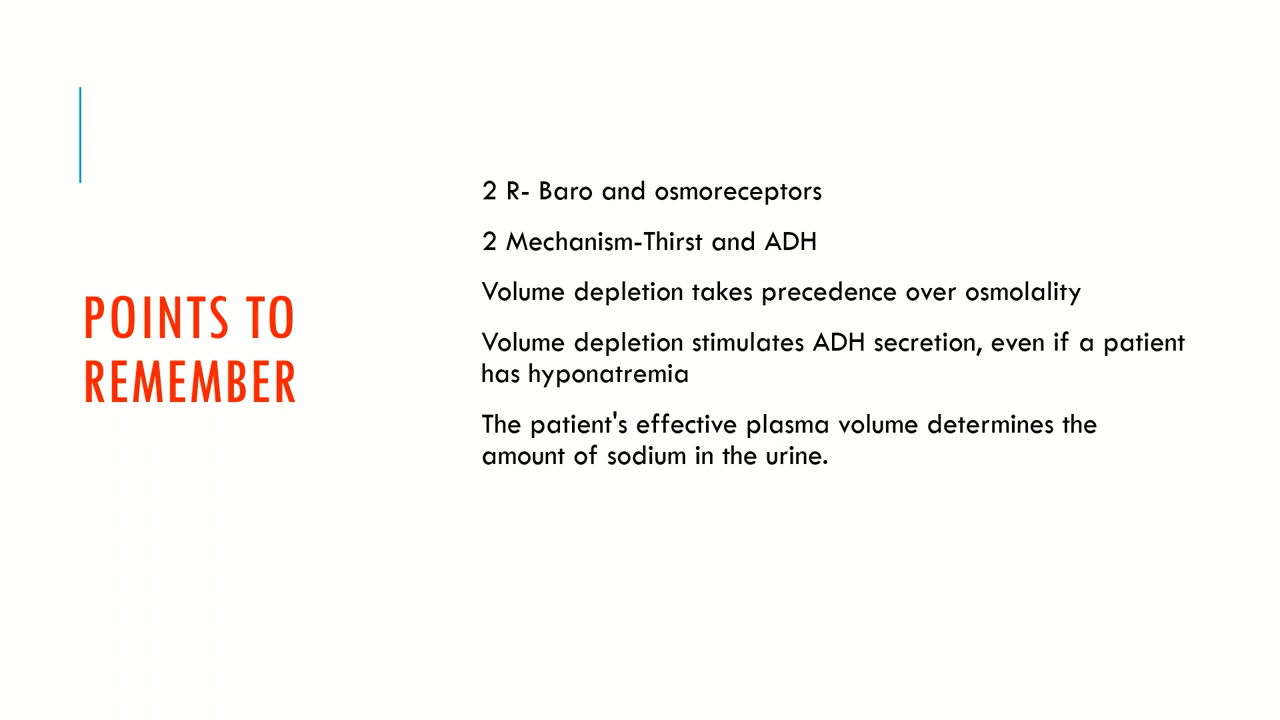 POINTS TO
REMEMBER
2 R- Baro and osmoreceptors
2 Mechanism-Thirst and ADH
Volume depletion takes precedence over osmolality
Volume depletion stimulates ADH secretion, even if a patient
has hyponatremia
The patient's effective plasma volume determines the
amount of sodium in the urine.